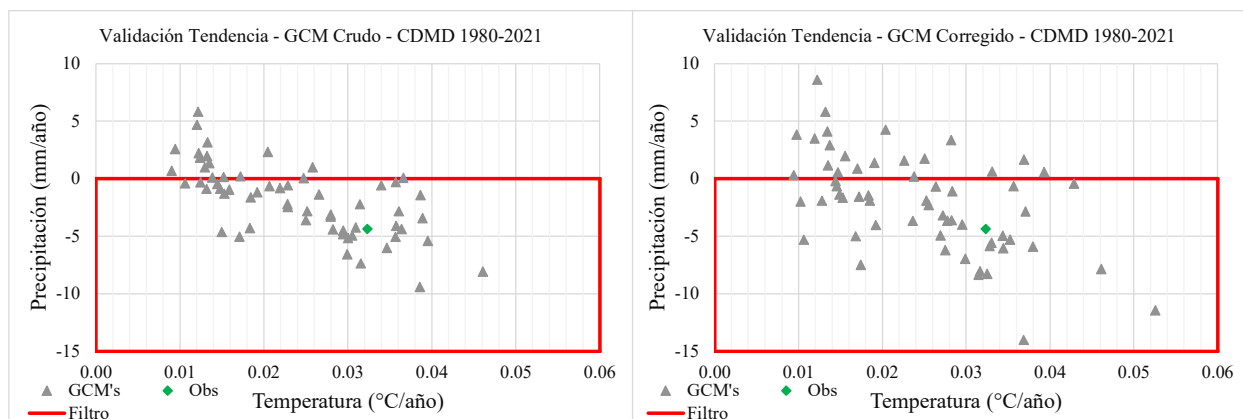 Validación Tendencia - GCM Crudo - CDMD 1980-2021
10
5
0
-5
-10
-15
Precipitación (mm/año)
0.00 0.01 0.02 0.03 0.04 0.05 0.06
GCM's Obs Temperatura (°C/año)
Filtro
Validación Tendencia - GCM Corregido - CDMD 1980-2021
10
5
0
-5
-10
-15
Precipitación (mm/año)
0.00 0.01 0.02 0.03 0.04 0.05 0.06
GCM's Obs Temperatura (°C/año)
Filtro